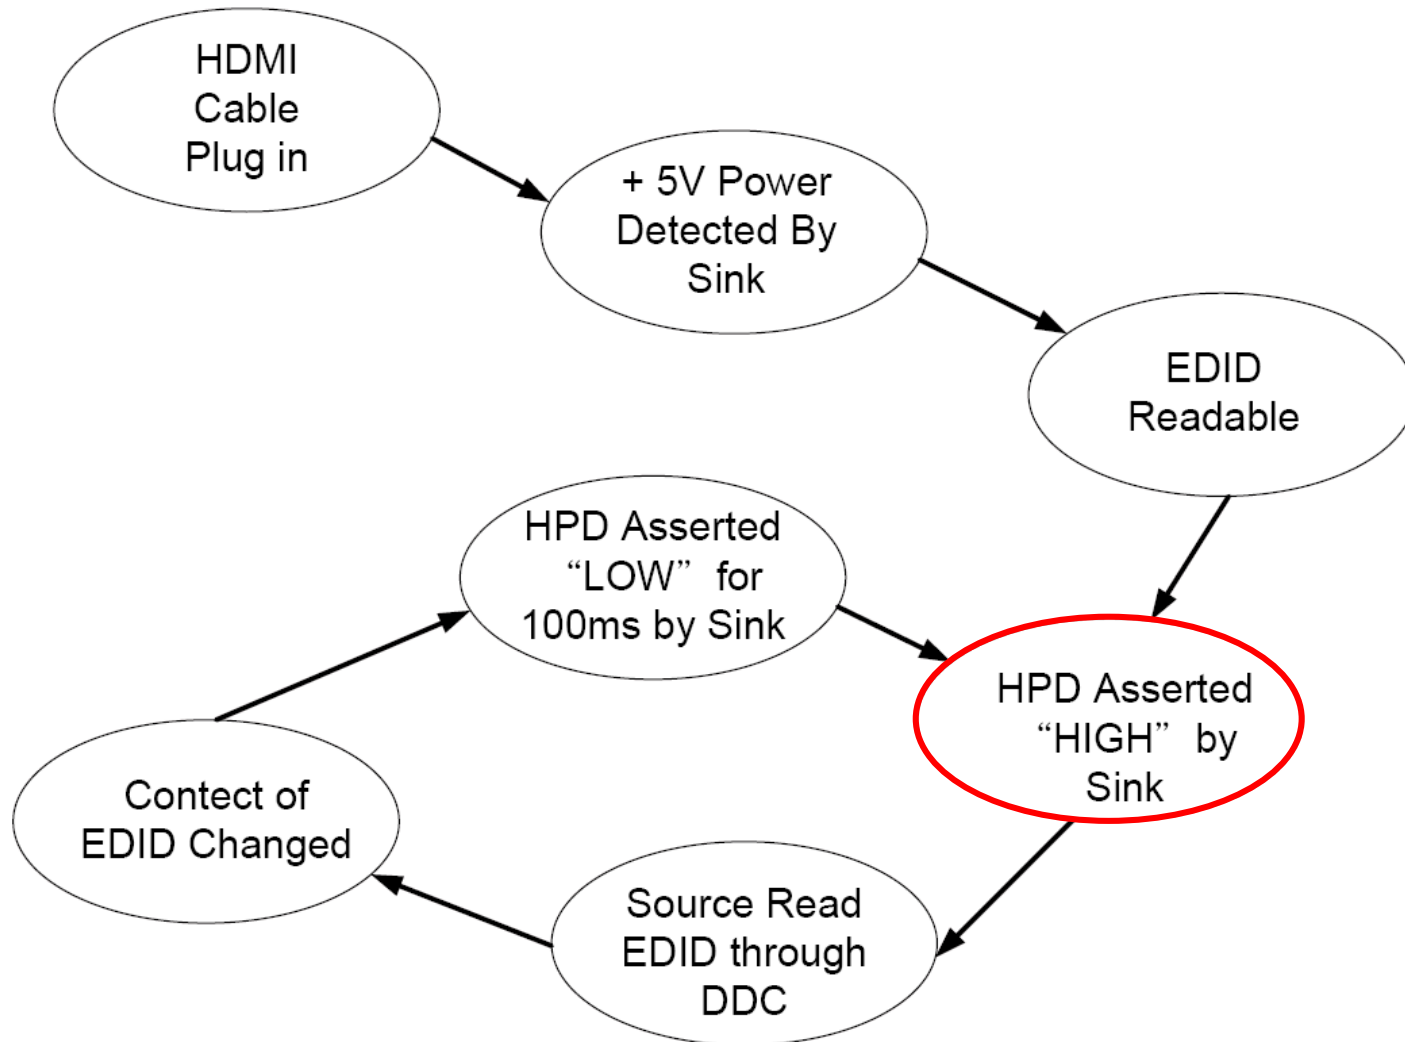 HDMI
Cable
Plug in
+ 5V Power
Detected By
Sink
EDID
Readable
HPD Asserted
“LOW” for
100ms by Sink
HPD Asserted
“HIGH” by
Sink
Contect of
EDID Changed
Source Read
EDID through
DDC